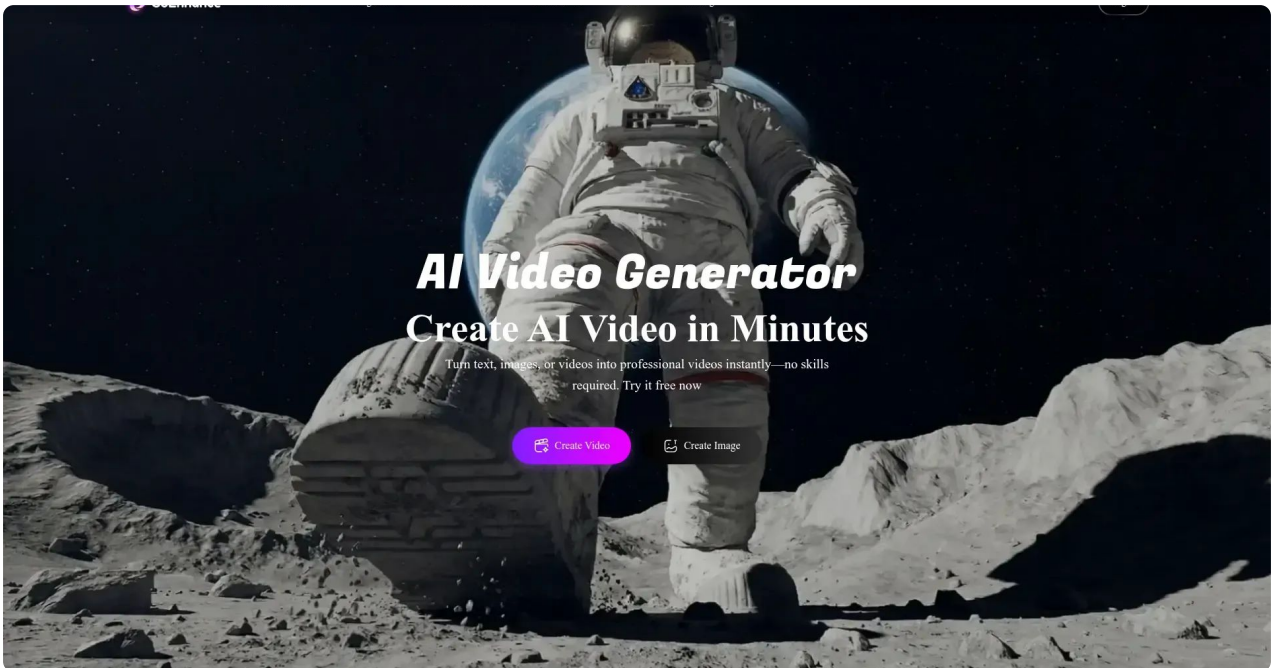 AI Video Generator
Create AI Video in Minutes
Turn text, images, or videos into professional videos instantly—no skills
required. Try it free now
Create Video
Create Image